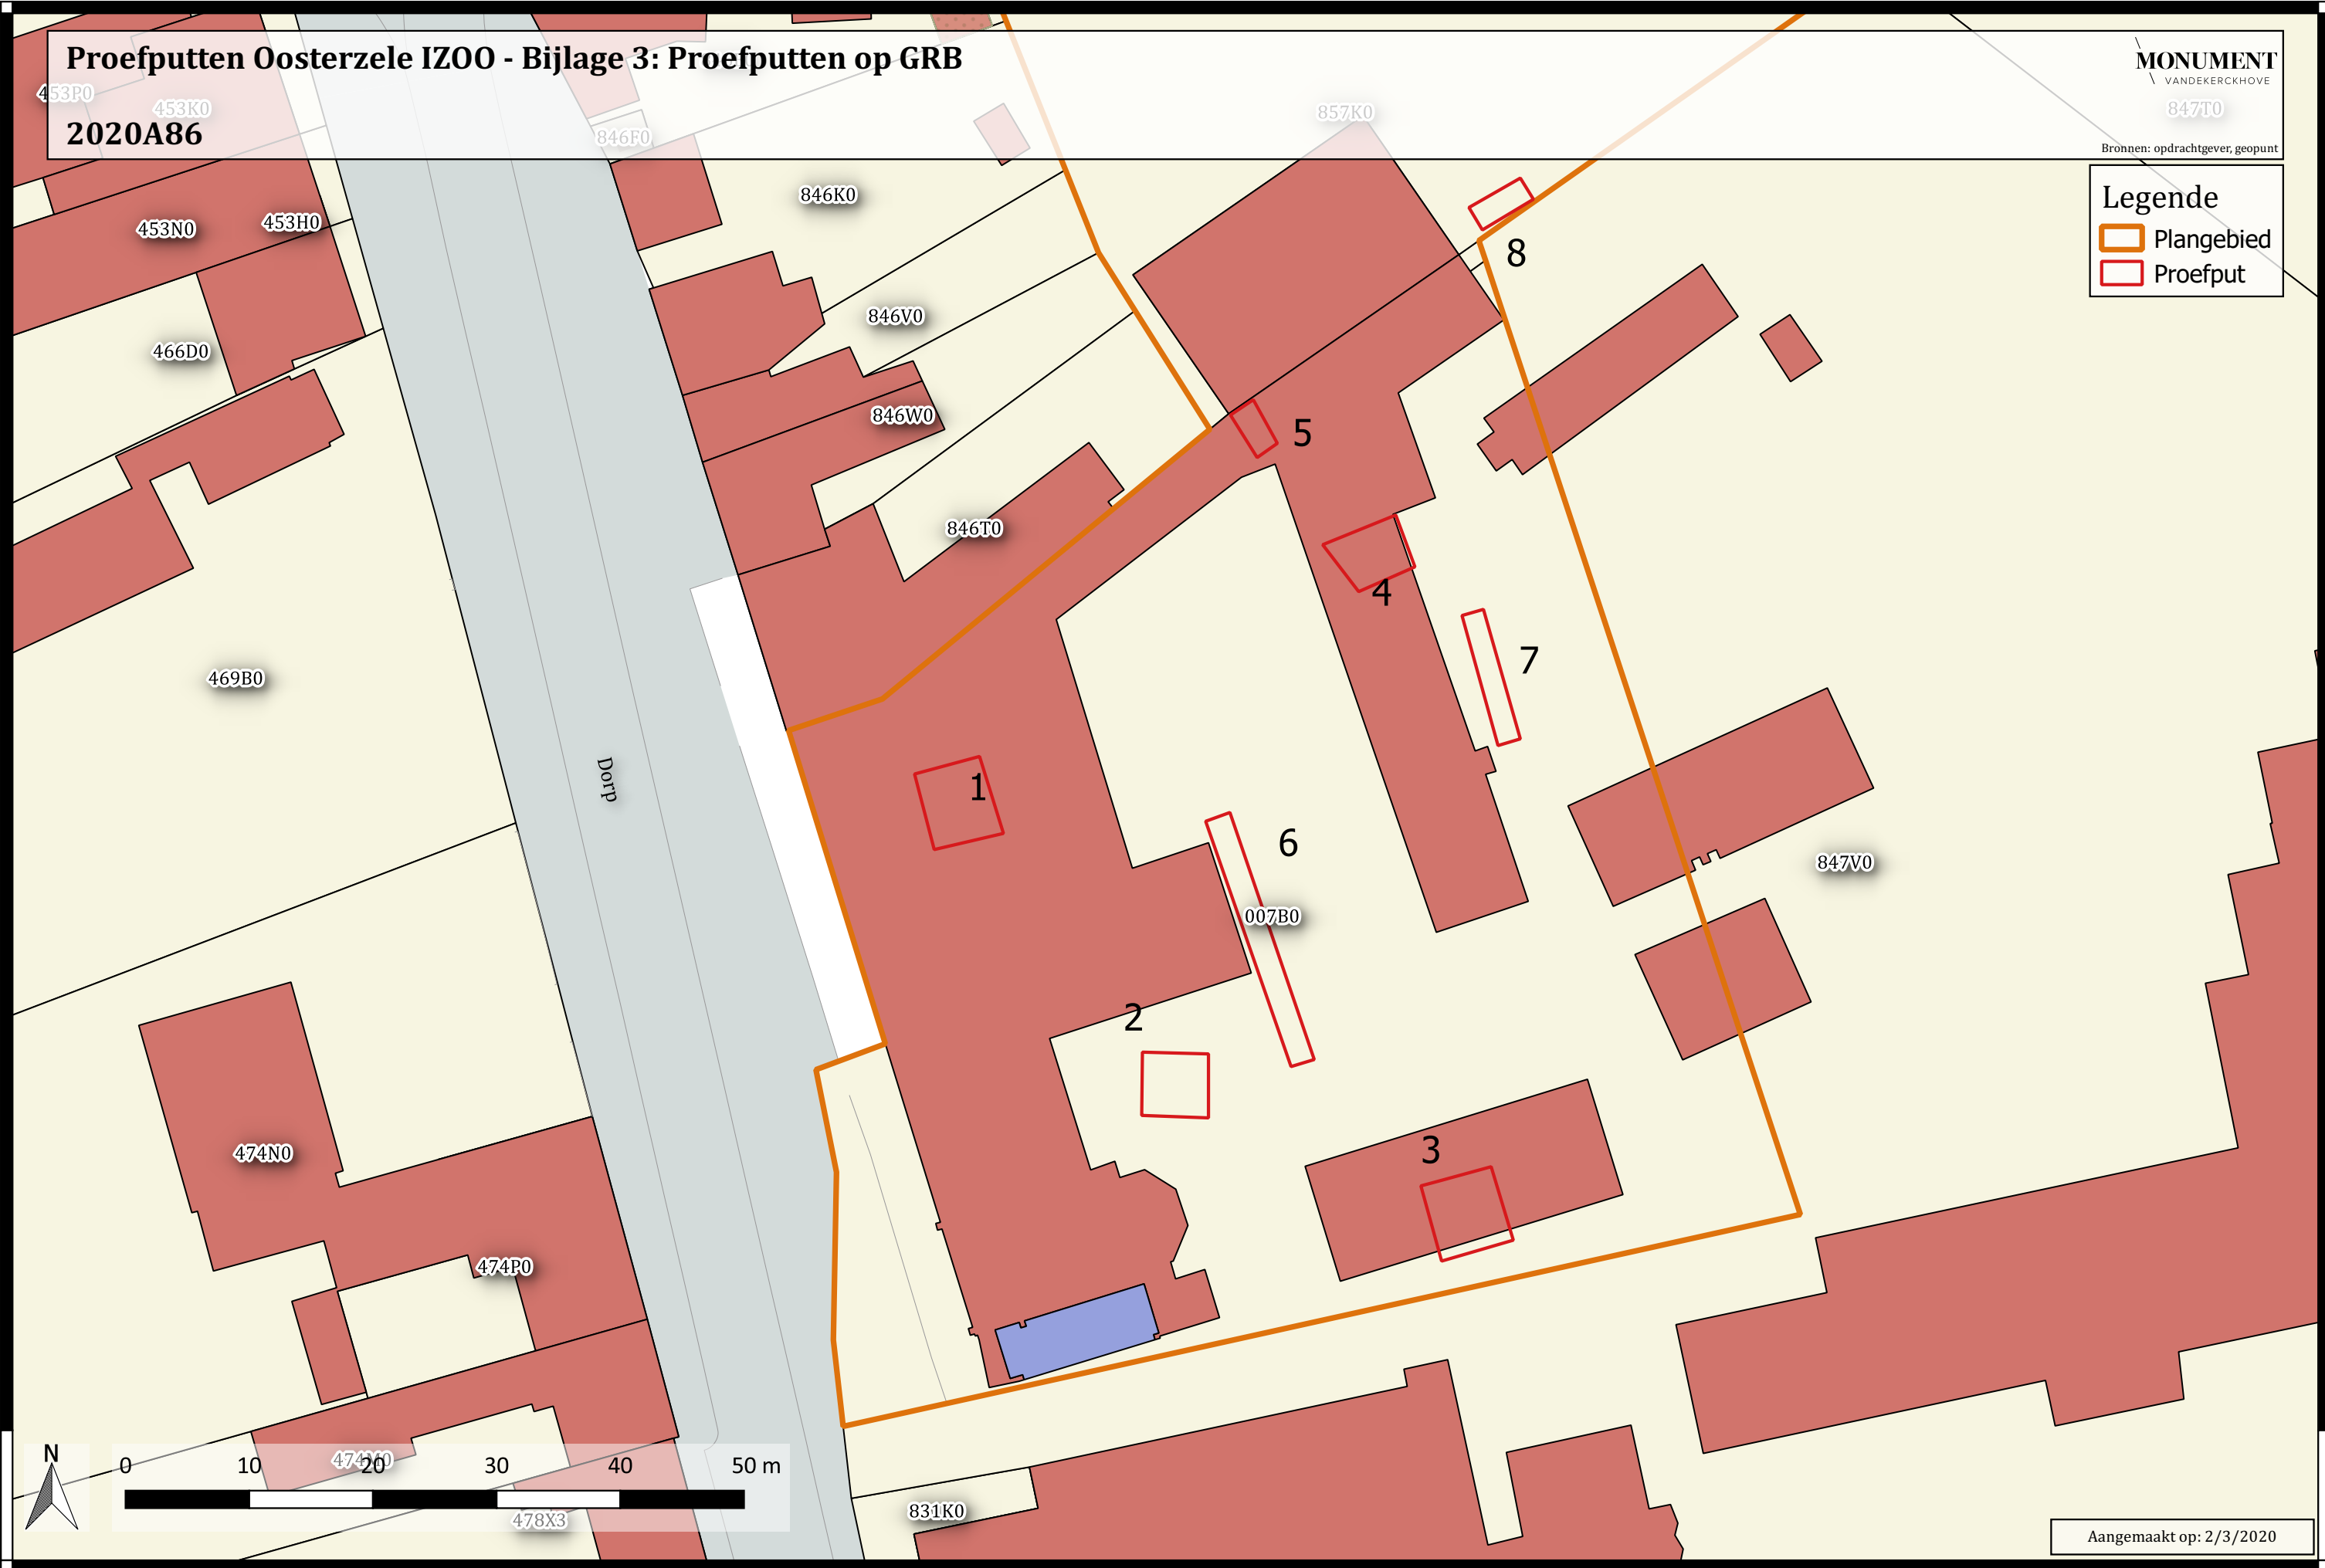 Proefputten Oosterzele IZOO - Bijlage 3: Proefputten op GRB
2020A86
MONUMENT
VANDEKERCKHOVE
Bronnen: opdrachtgever, geopunt
Legende
Plangebied
Proefput
453P0
453K0
846F0
857K0
847T0
846K0
453N0
453H0
8
846V0
466D0
846W0
5
846T0
4
7
469B0
Dorp
1
6
847V0
007B0
2
474N0
3
474P0
N
0 10 20 30 40 50 m
478X3
831K0
Aangemaakt op: 2/3/2020